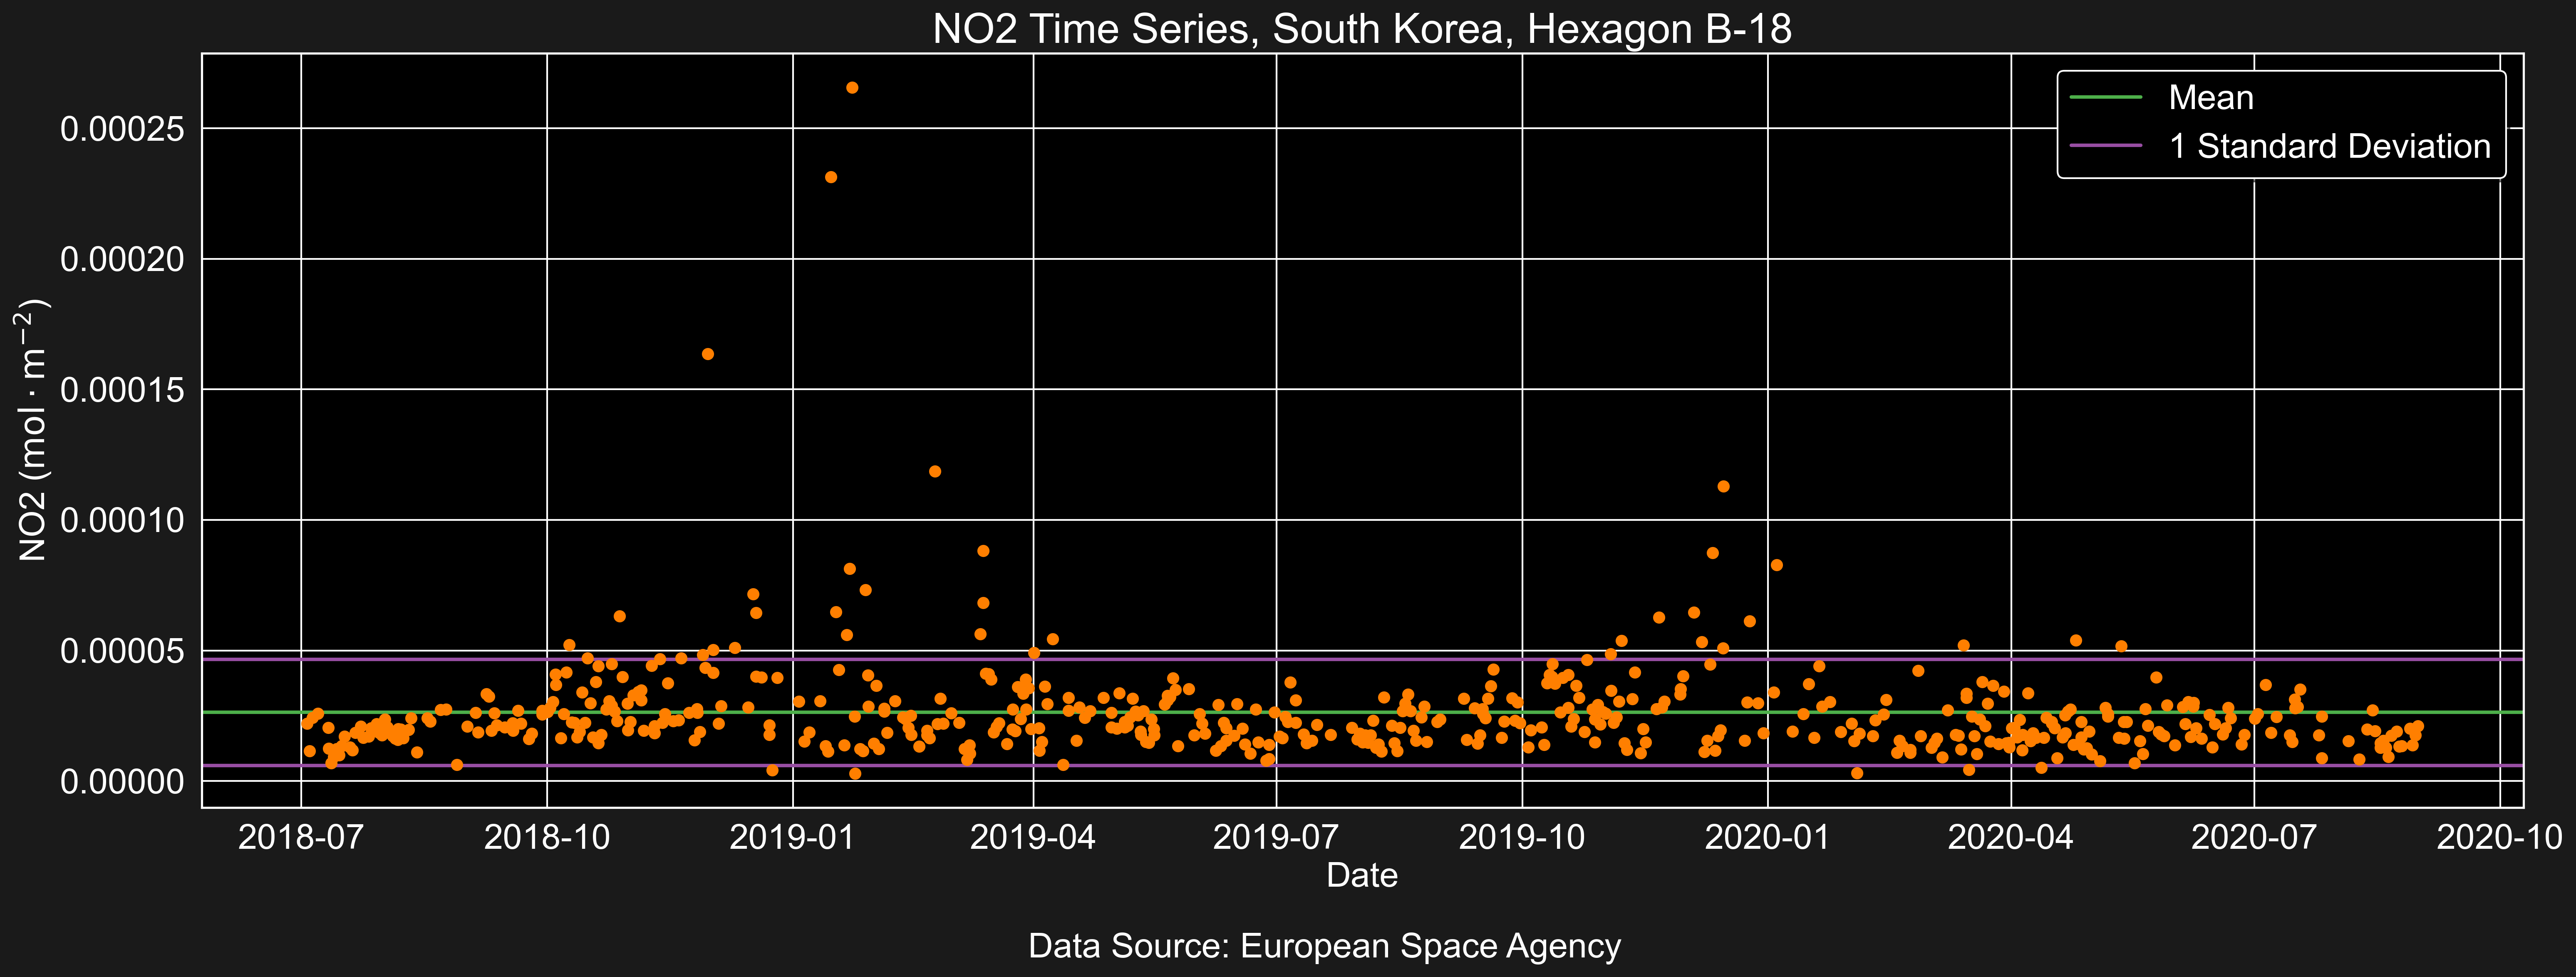 NO2 Time Series, South Korea, Hexagon B-18
Mean
1 Standard Deviation
NO2 (mol · m⁻²)
0.00025
0.00020
0.00015
0.00010
0.00005
0.00000
2018-07 2018-10 2019-01 2019-04 2019-07 2019-10 2020-01 2020-04 2020-07 2020-10
Date
Data Source: European Space Agency